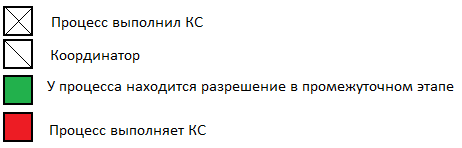 Процесс выполнил КС
Координатор
У процесса находится разрешение в промежуточном этапе
Процесс выполняет КС